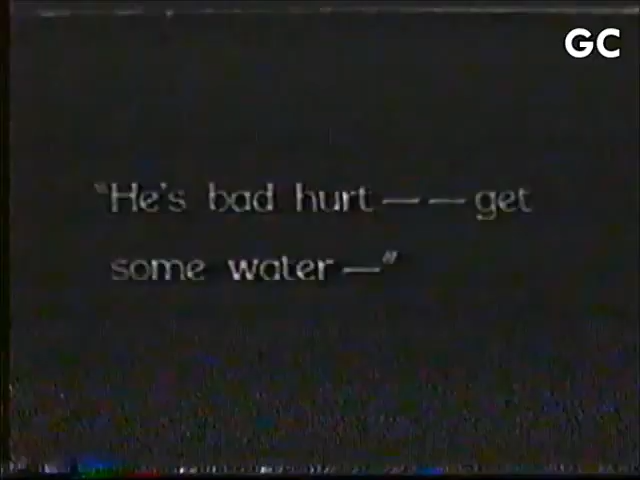 GC
"He's bad hurt — — get
some water —"